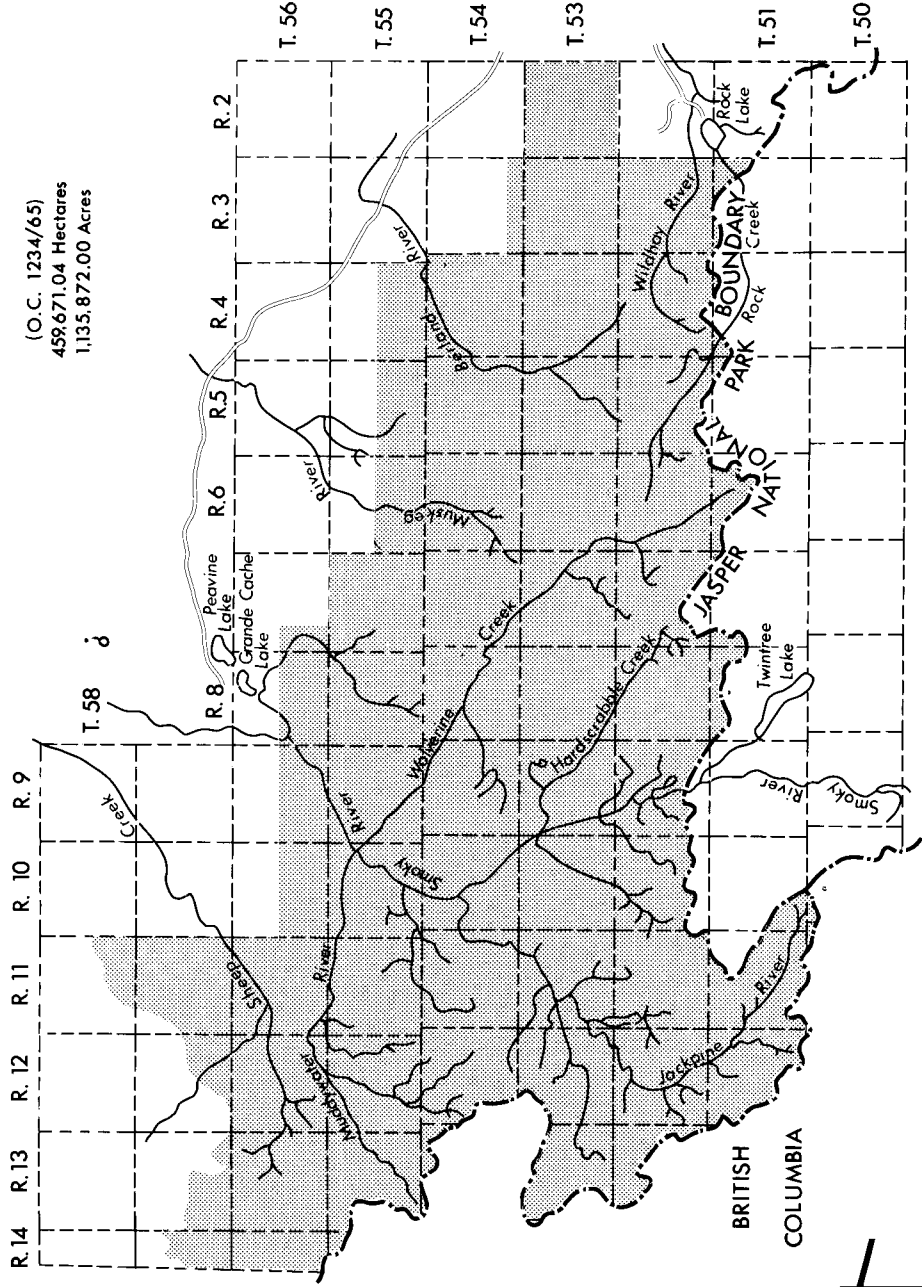 (O.C. 1234/65)
459,671.04 Hectares
1,135,872.00 Acres
R.14
R.13
R.12
R.11
R.10
R.9
T.58
R.8
R.6
R.5
R.4
R.3
R.2
T.56
T.55
T.54
T.53
T.51
T.50
Peavine
Lake
Grande Cache
Lake
Sheep
Creek
Muddywater
River
Smoky
River
Wolverine
Creek
Hardscrabble Creek
Muskeg
River
Berland
River
Wildhay
River
Rock
Lake
Rock
Creek
Jackpine
River
Twintree
Lake
Smoky
River
JASPER
NATIONAL
PARK
BOUNDARY
BRITISH
COLUMBIA